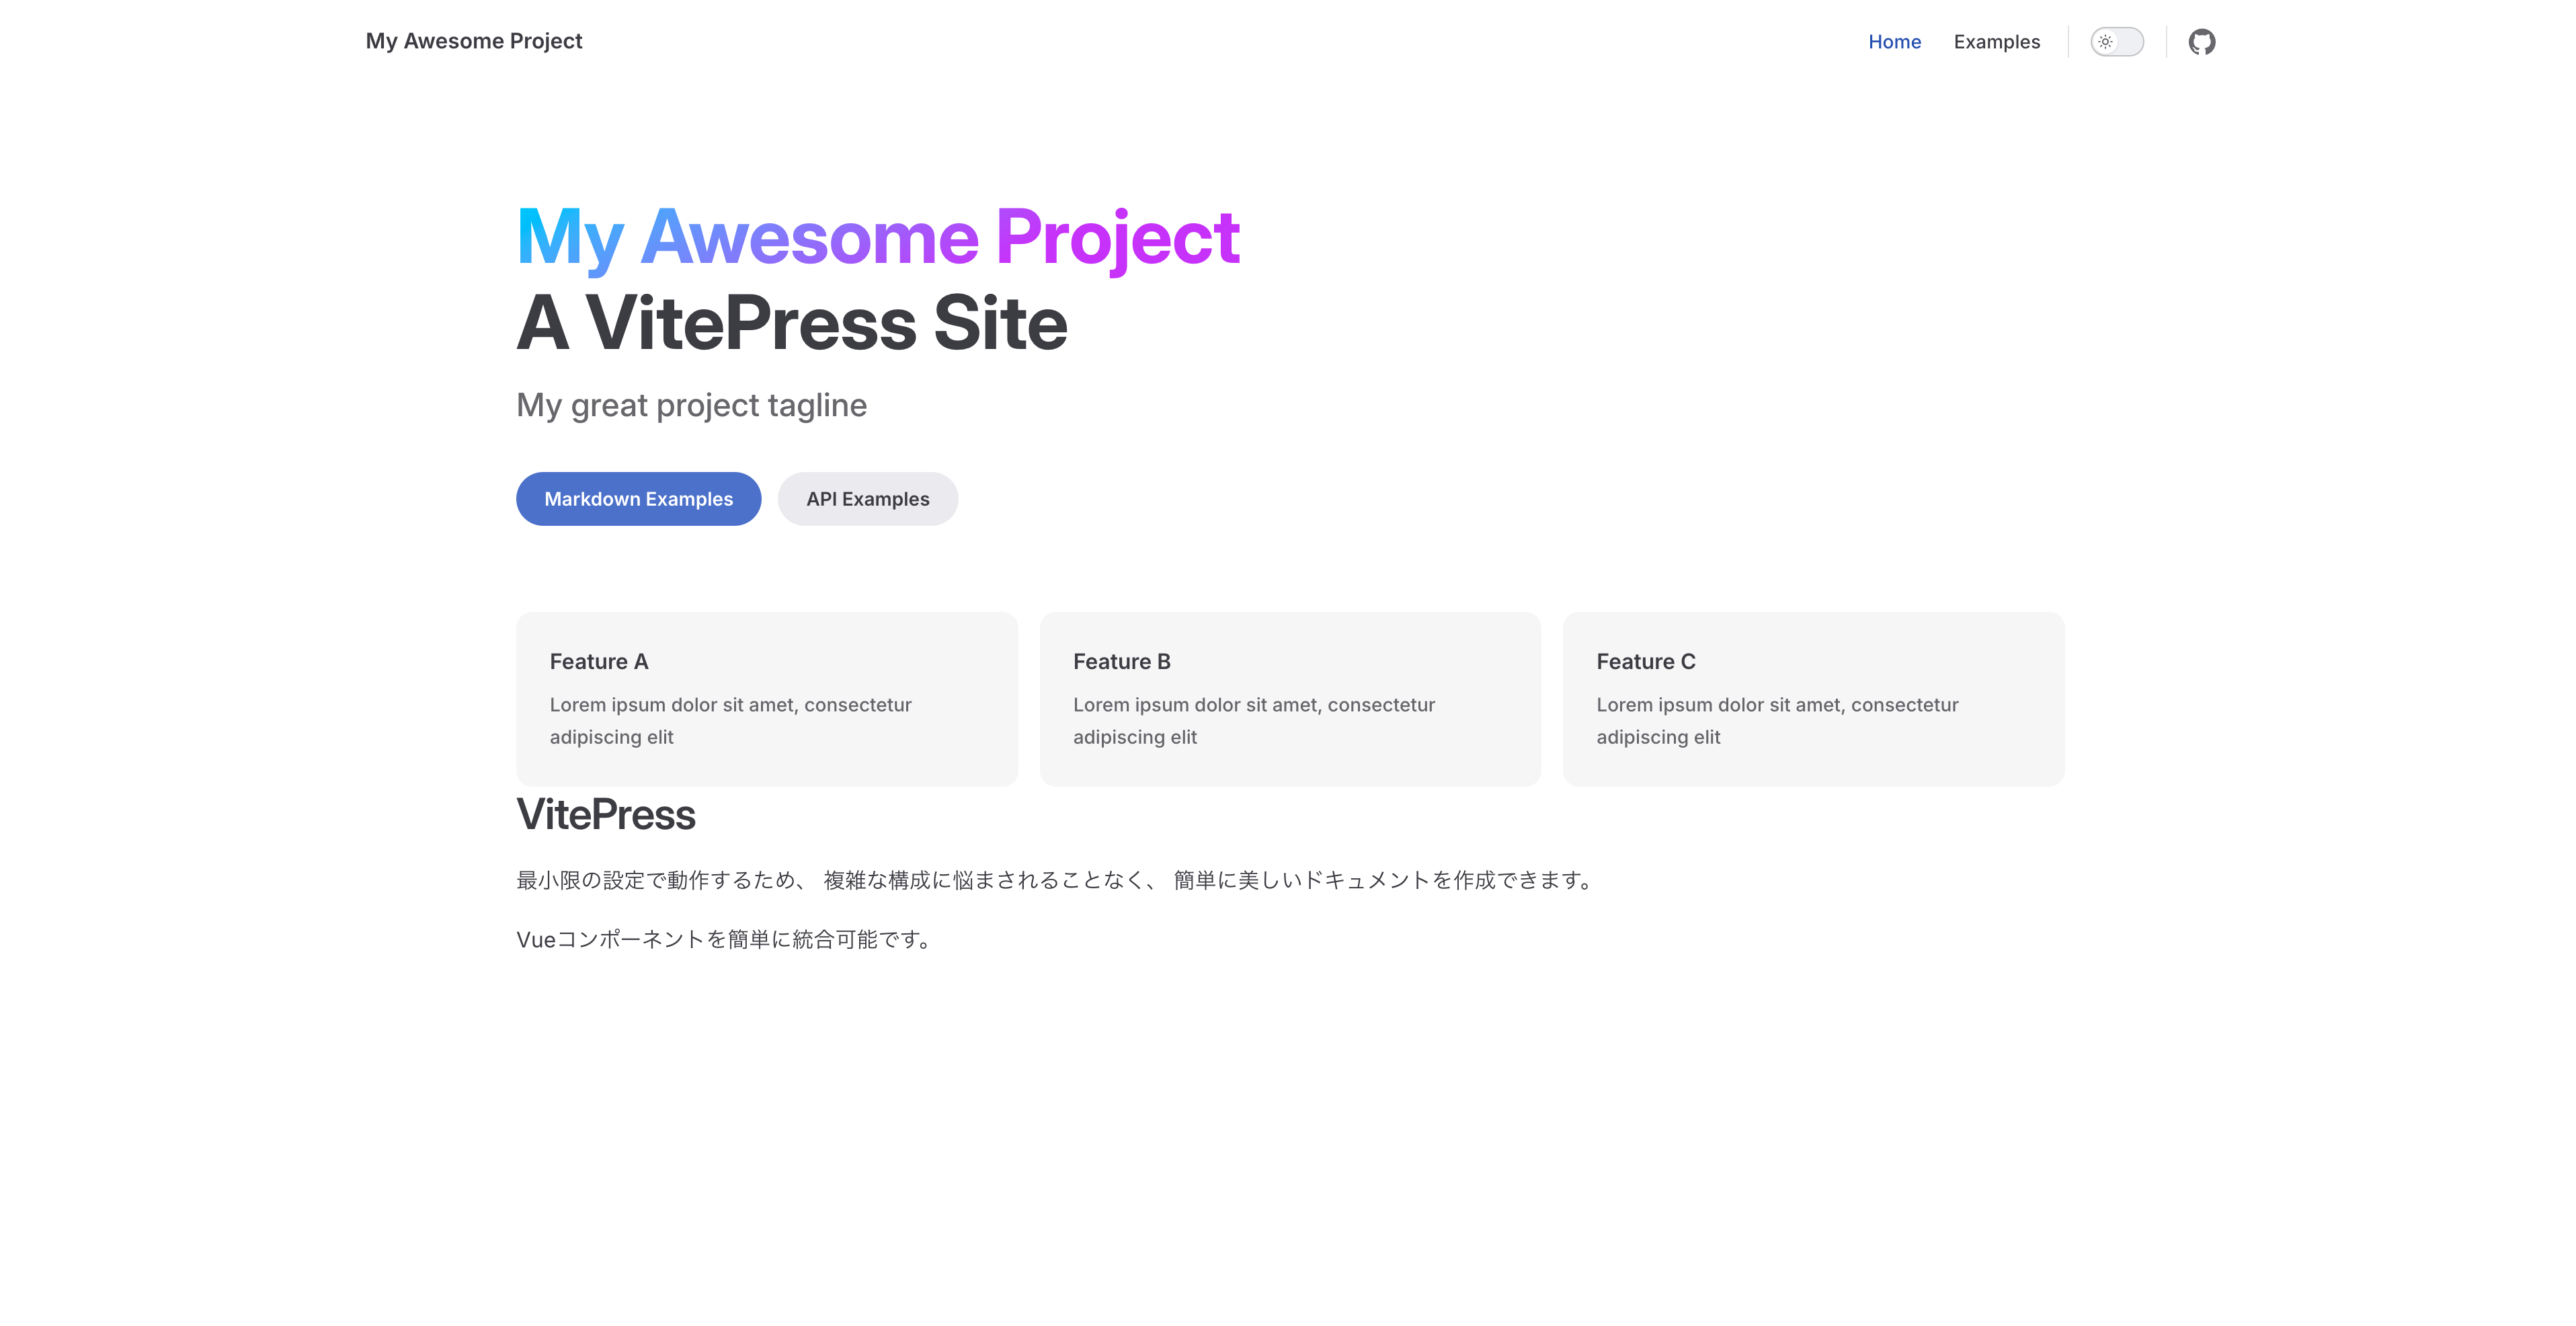 My Awesome Project
Home Examples
My Awesome Project
A VitePress Site
My great project tagline
Markdown Examples API Examples
Feature A
Lorem ipsum dolor sit amet, consectetur
adipiscing elit
Feature B
Lorem ipsum dolor sit amet, consectetur
adipiscing elit
Feature C
Lorem ipsum dolor sit amet, consectetur
adipiscing elit
VitePress
最小限の設定で動作するため、 複雑な構成に悩まされることなく、 簡単に美しいドキュメントを作成できます。
Vueコンポーネントを簡単に統合可能です。